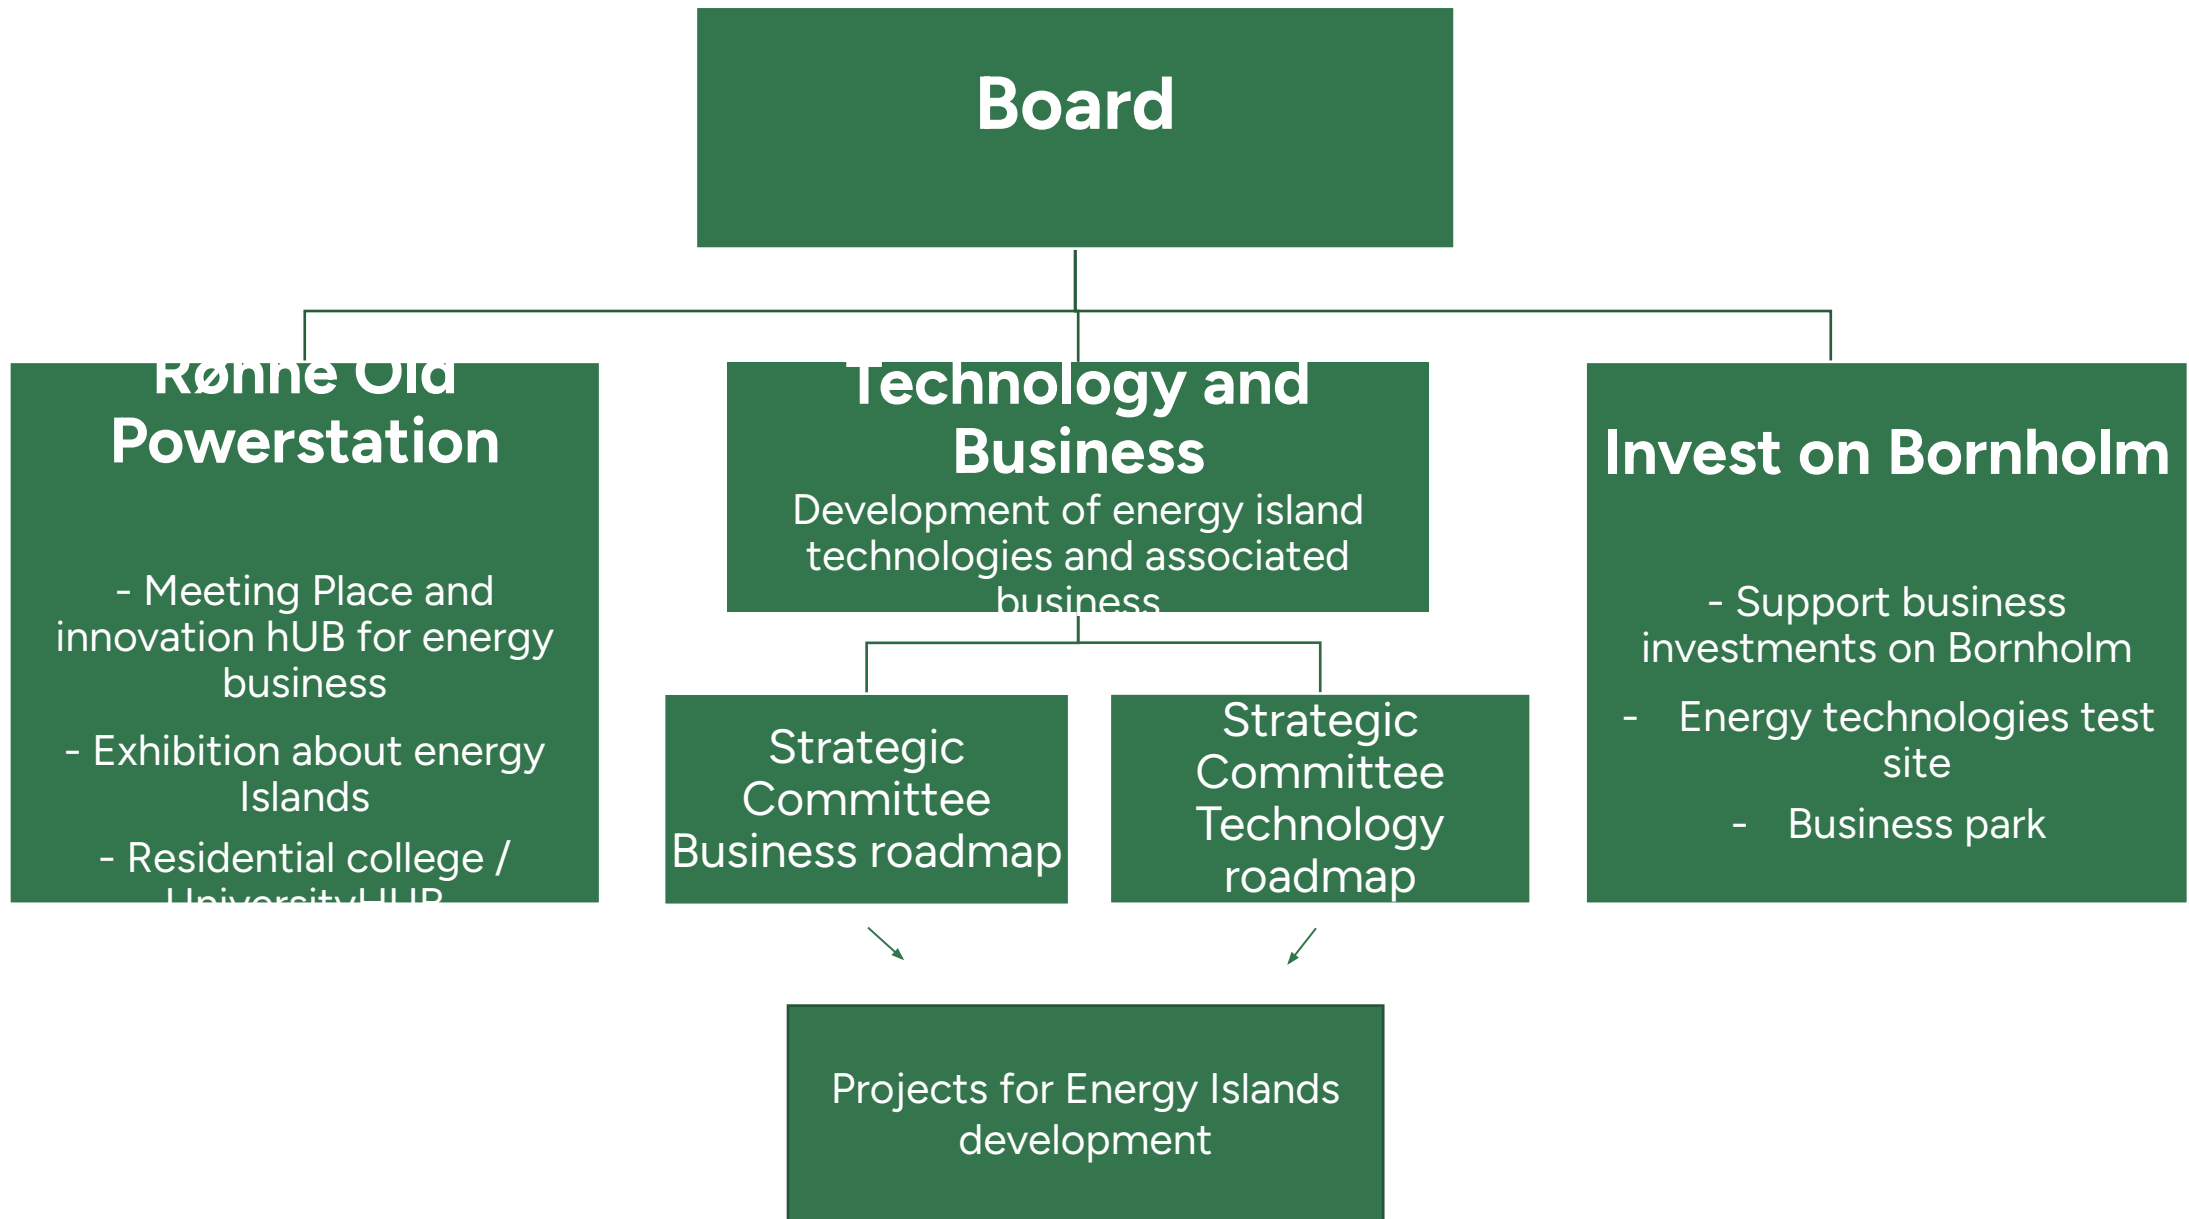 Board
Rønne Old
Powerstation
- Meeting Place and
innovation hUB for energy
business
- Exhibition about energy
Islands
- Residential college /
UniversityHUB
Technology and
Business
Development of energy island
technologies and associated
business
Strategic
Committee
Business roadmap
Strategic
Committee
Technology
roadmap
Invest on Bornholm
- Support business
investments on Bornholm
- Energy technologies test
site
- Business park
Projects for Energy Islands
development